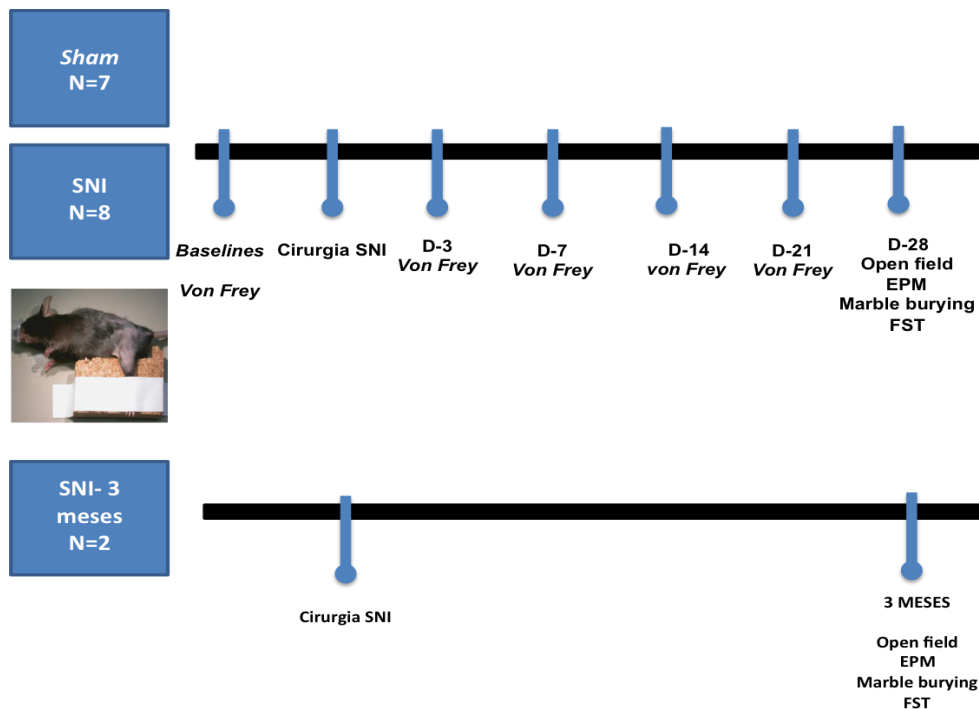 Sham
N=7
SNI
N=8
Baselines
Von Frey
Cirurgia SNI
D-3
Von Frey
D-7
Von Frey
D-14
von Frey
D-21
Von Frey
D-28
Open field
EPM
Marble burying
FST
SNI- 3
meses
N=2
Cirurgia SNI
3 MESES
Open field
EPM
Marble burying
FST